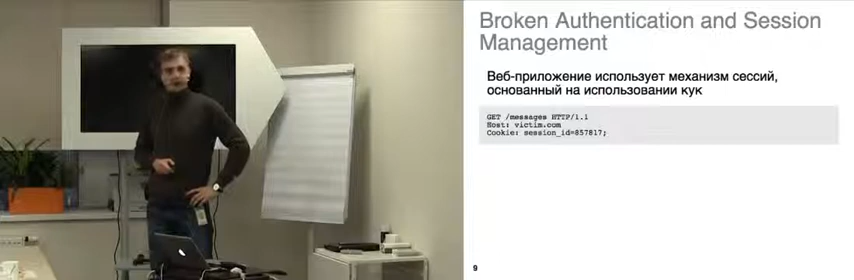 Broken Authentication and Session
Management
Веб-приложение использует механизм сессий,
основанный на использовании кук
GET /messages HTTP/1.1
Host: victim.com
Cookie: session_id=857817;
9